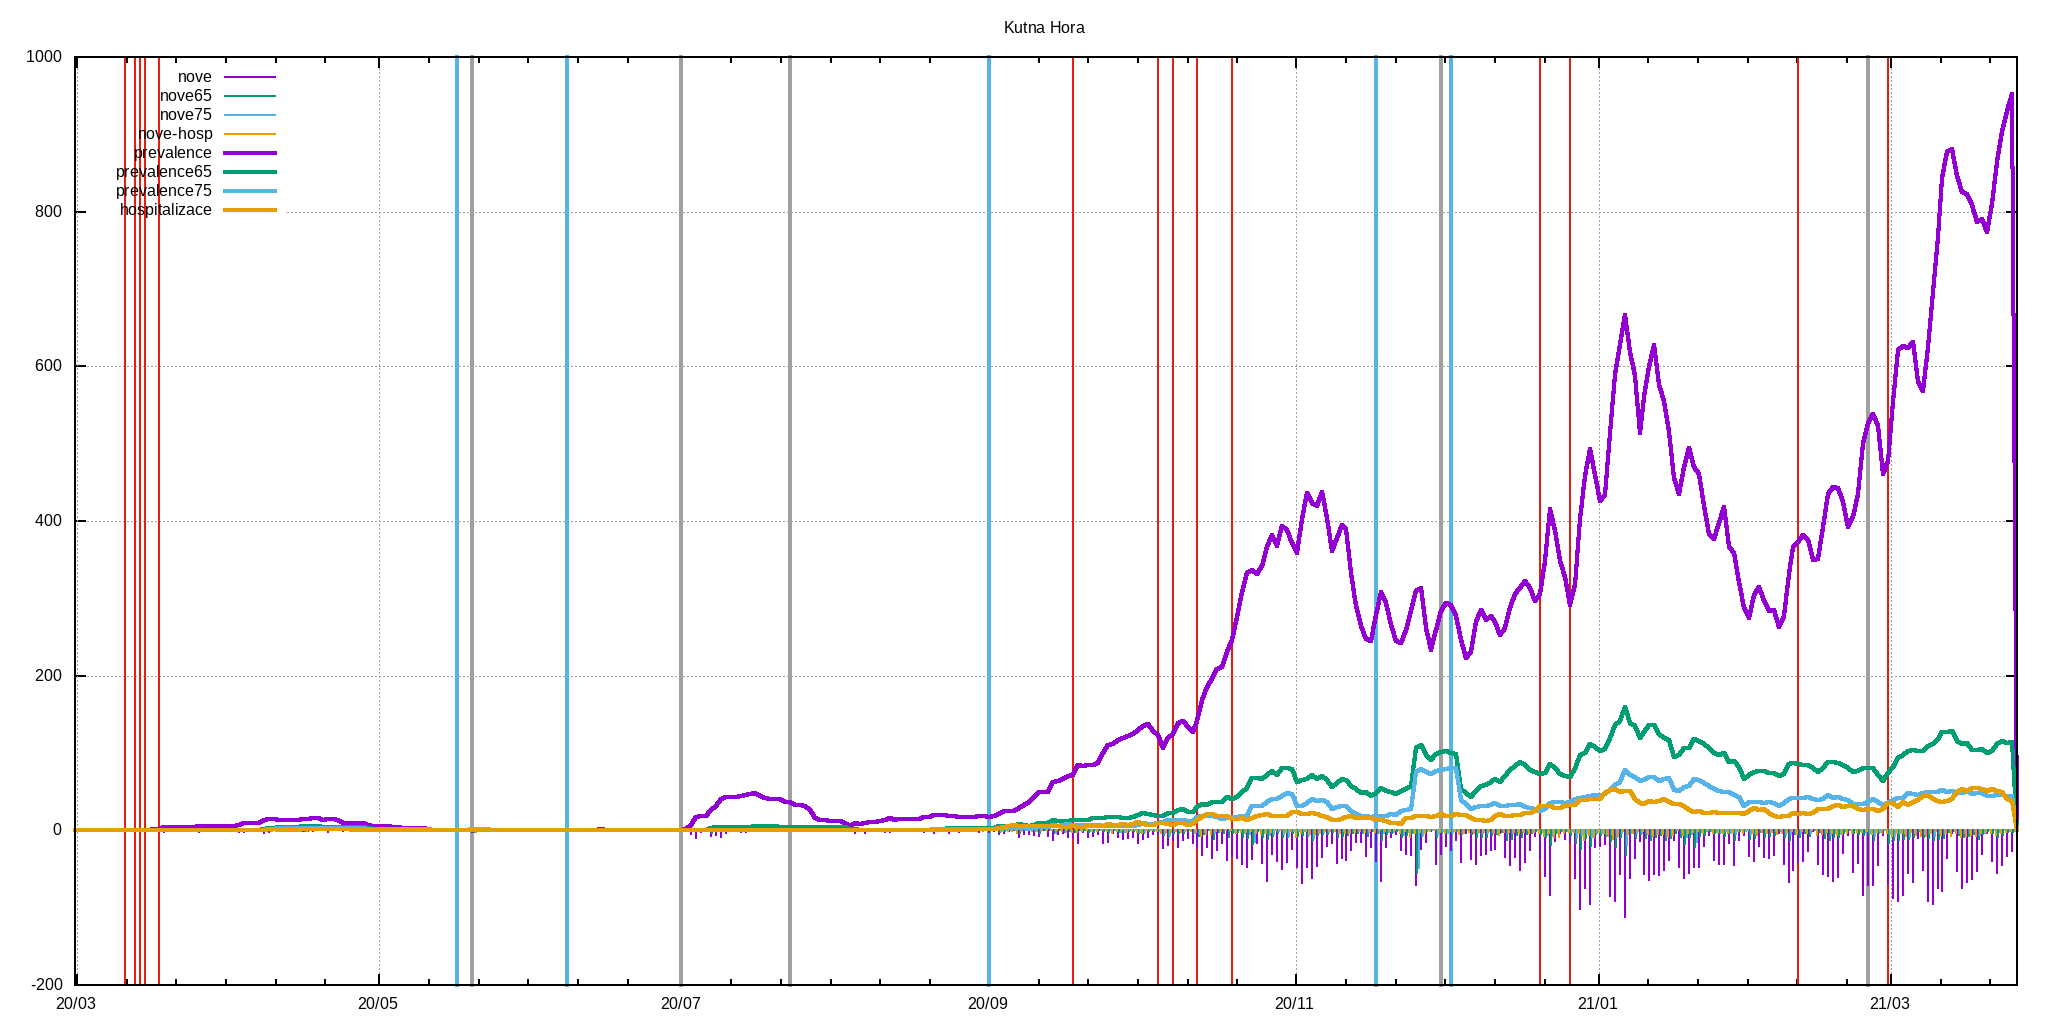 Kutna Hora
1000
800
600
400
200
0
-200
nove
nove65
nove75
nove-hosp
prevalence
prevalence65
prevalence75
hospitalizace
20/03 20/05 20/07 20/09 20/11 21/01 21/03